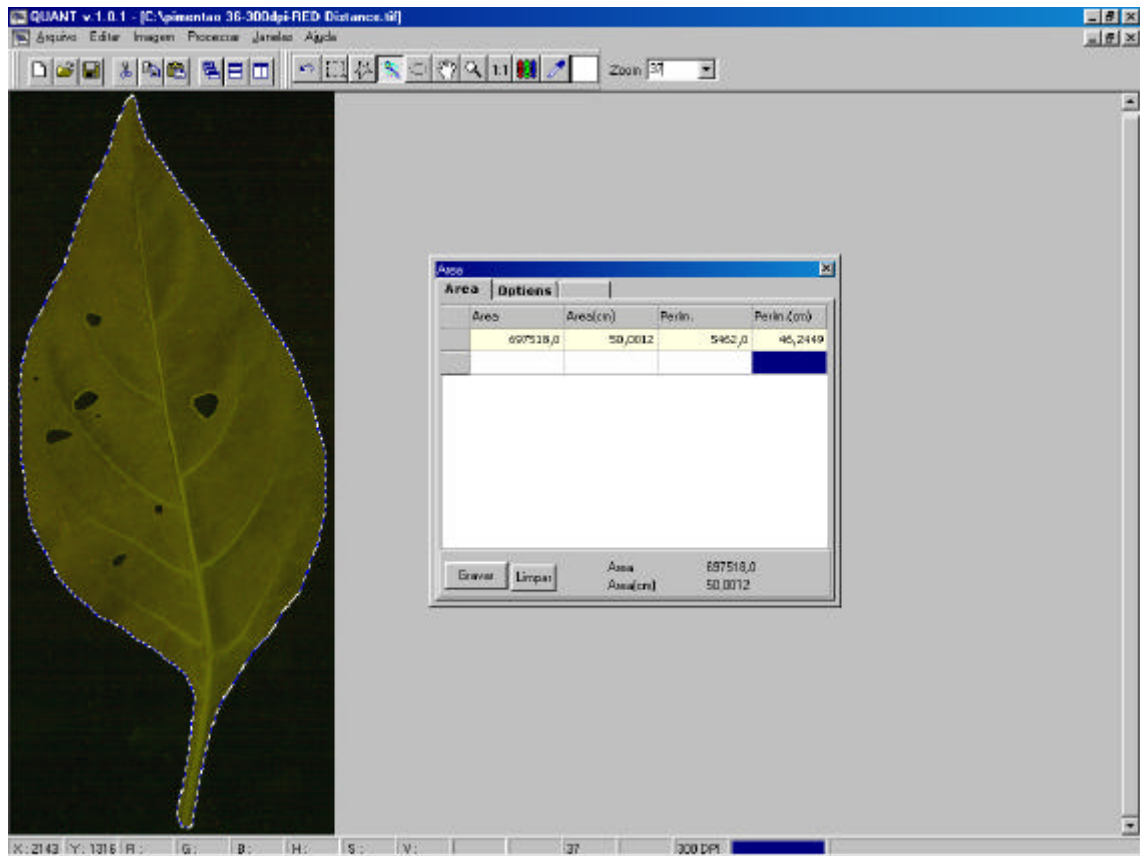 QUANT v.1.0.1 - [C:\pimentao 36-300dpi-RED Distance.tif]
Arquivo Editar Imagem Processar Janelas Ajuda
1:1 Zoom 37
Area
Area Options
Area Area(cm) Perim. Perim.(cm)
697518,0 50,0012 5462,0 46,2449
Gravar Limpar
Area 697518,0
Area(cm) 50,0012
X: 2143 Y: 1316 R: G: B: H: S: V: 37 300 DPI